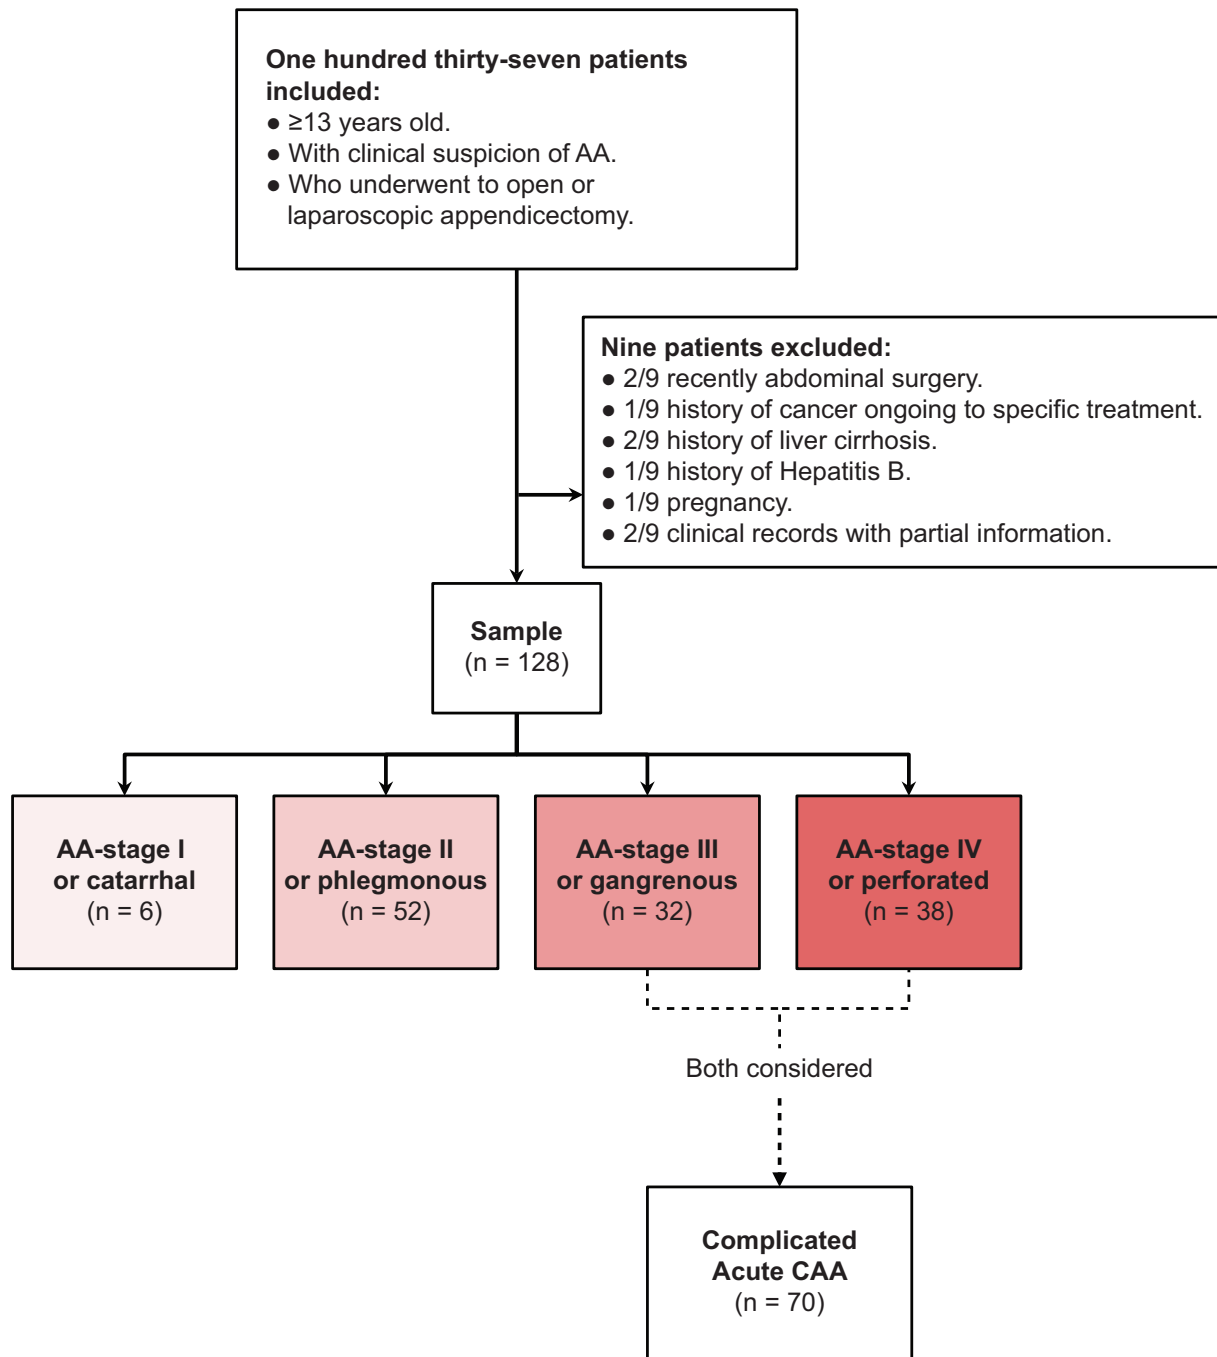 One hundred thirty-seven patients
included:
● ≥13 years old.
● With clinical suspicion of AA.
● Who underwent to open or
laparoscopic appendicectomy.
Nine patients excluded:
● 2/9 recently abdominal surgery.
● 1/9 history of cancer ongoing to specific treatment.
● 2/9 history of liver cirrhosis.
● 1/9 history of Hepatitis B.
● 1/9 pregnancy.
● 2/9 clinical records with partial information.
Sample
(n = 128)
AA-stage I
or catarrhal
(n = 6)
AA-stage II
or phlegmonous
(n = 52)
AA-stage III
or gangrenous
(n = 32)
AA-stage IV
or perforated
(n = 38)
Both considered
Complicated
Acute CAA
(n = 70)